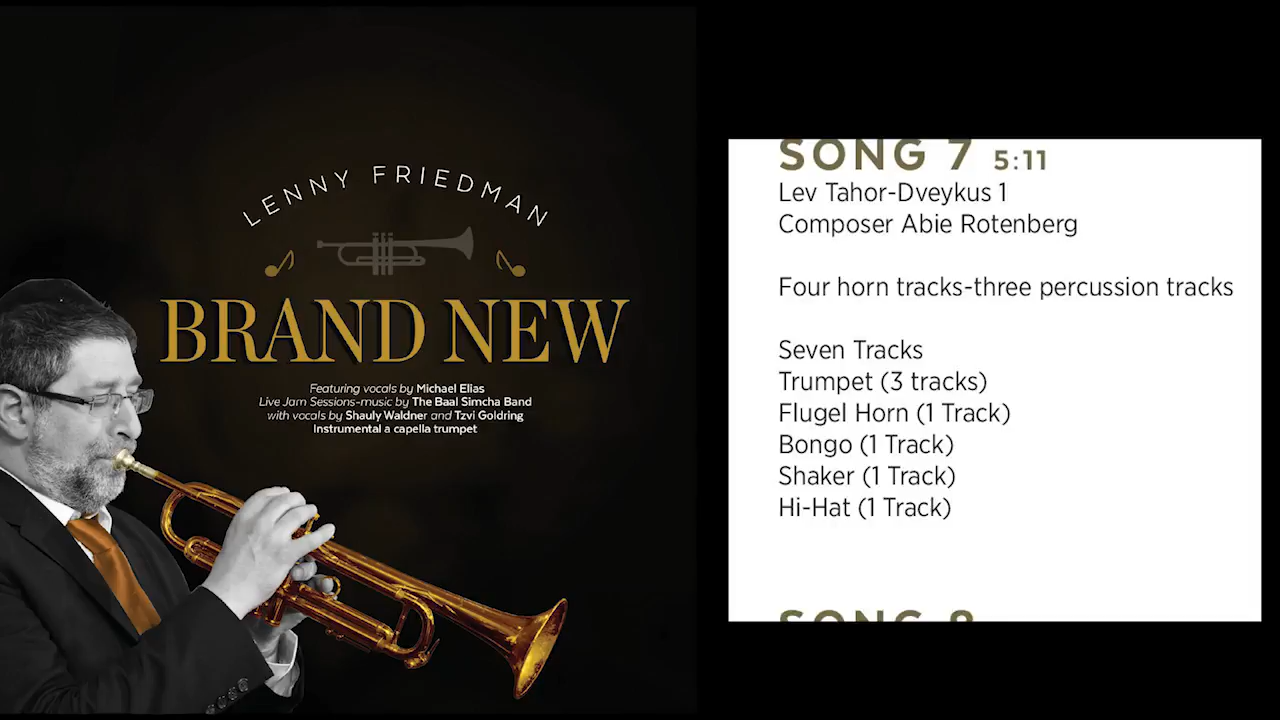 LENNY FRIEDMAN
BRAND NEW
Featuring vocals by Michael Elias
Live Jam Sessions-music by The Baal Simcha Band
with vocals by Shauly Waldner and Tzvi Goldring
Instrumental a capella trumpet
SONG 7 5:11
Lev Tahor-Dveykus 1
Composer Abie Rotenberg
Four horn tracks-three percussion tracks
Seven Tracks
Trumpet (3 tracks)
Flugel Horn (1 Track)
Bongo (1 Track)
Shaker (1 Track)
Hi-Hat (1 Track)
SONG 8